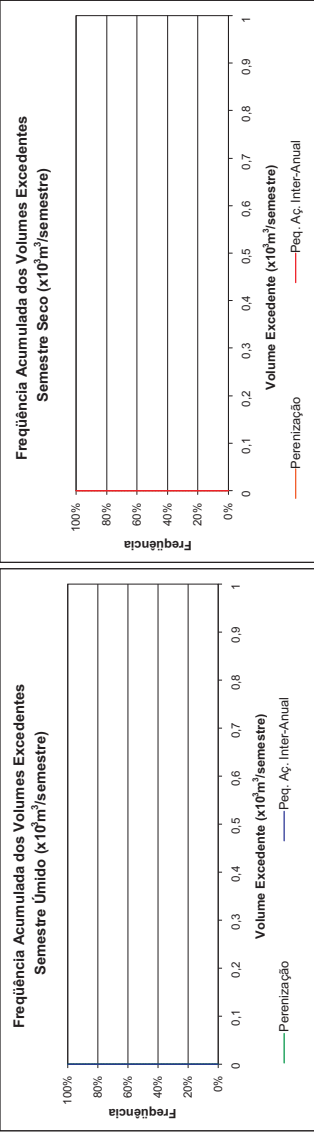 Freqüência Acumulada dos Volumes Excedentes
Semestre Úmido (x10³m³/semestre)
Freqüência
100%
80%
60%
40%
20%
0%
0 0,1 0,2 0,3 0,4 0,5 0,6 0,7 0,8 0,9 1
Volume Excedente (x10³m³/semestre)
Perenização Peq. Aç. Inter-Anual
Freqüência Acumulada dos Volumes Excedentes
Semestre Seco (x10³m³/semestre)
Freqüência
100%
80%
60%
40%
20%
0%
0 0,1 0,2 0,3 0,4 0,5 0,6 0,7 0,8 0,9 1
Volume Excedente (x10³m³/semestre)
Perenização Peq. Aç. Inter-Anual